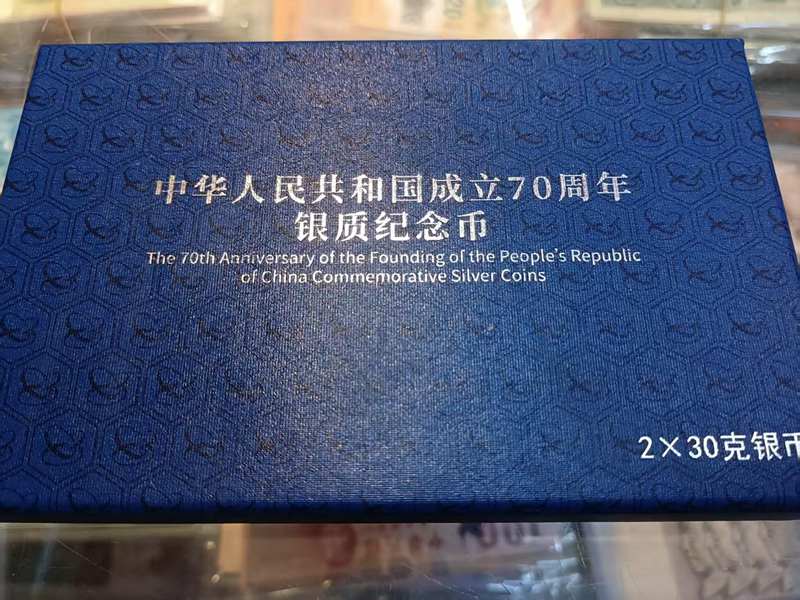 中华人民共和国成立70周年
银质纪念币
The 70th Anniversary of the Founding of the People's Republic
of China Commemorative Silver Coins
2×30克银币